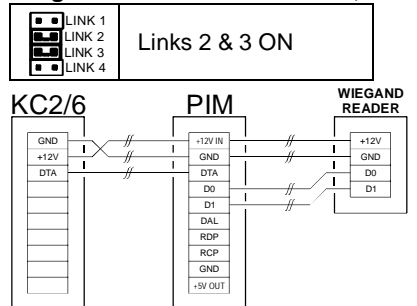 LINK 1
LINK 2
LINK 3
LINK 4
Links 2 & 3 ON
KC2/6
PIM
WIEGAND
READER
GND
+12V
DTA
+12V IN
GND
DTA
D0
D1
DAL
RDP
RCP
GND
+5V OUT
+12V
GND
D0
D1